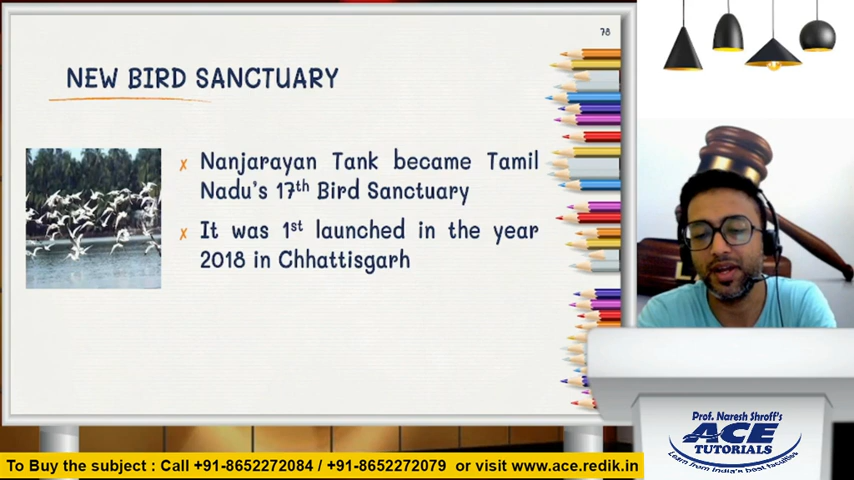 78
NEW BIRD SANCTUARY
✗ Nanjarayan Tank became Tamil
Nadu's 17th Bird Sanctuary
✗ It was 1st launched in the year
2018 in Chhattisgarh
Prof. Naresh Shroff's
ACE
TUTORIALS
Learn from India's best faculties
To Buy the subject : Call +91-8652272084 / +91-8652272079 or visit www.ace.redik.in